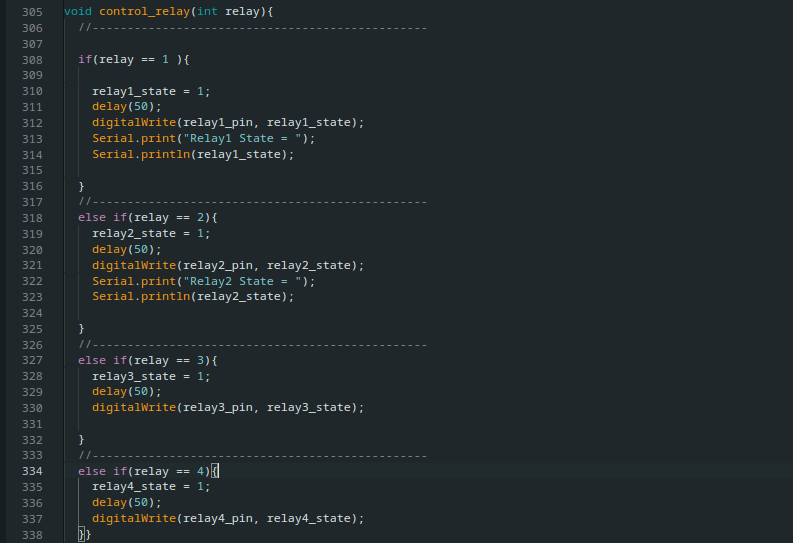 305 void control_relay(int relay){
306 //------------------------------------------------
307
308 if(relay == 1 ){
309
310 relay1_state = 1;
311 delay(50);
312 digitalWrite(relay1_pin, relay1_state);
313 Serial.print("Relay1 State = ");
314 Serial.println(relay1_state);
315
316 }
317 //------------------------------------------------
318 else if(relay == 2){
319 relay2_state = 1;
320 delay(50);
321 digitalWrite(relay2_pin, relay2_state);
322 Serial.print("Relay2 State = ");
323 Serial.println(relay2_state);
324
325 }
326 //------------------------------------------------
327 else if(relay == 3){
328 relay3_state = 1;
329 delay(50);
330 digitalWrite(relay3_pin, relay3_state);
331
332 }
333 //------------------------------------------------
334 else if(relay == 4){
335 relay4_state = 1;
336 delay(50);
337 digitalWrite(relay4_pin, relay4_state);
338 }}